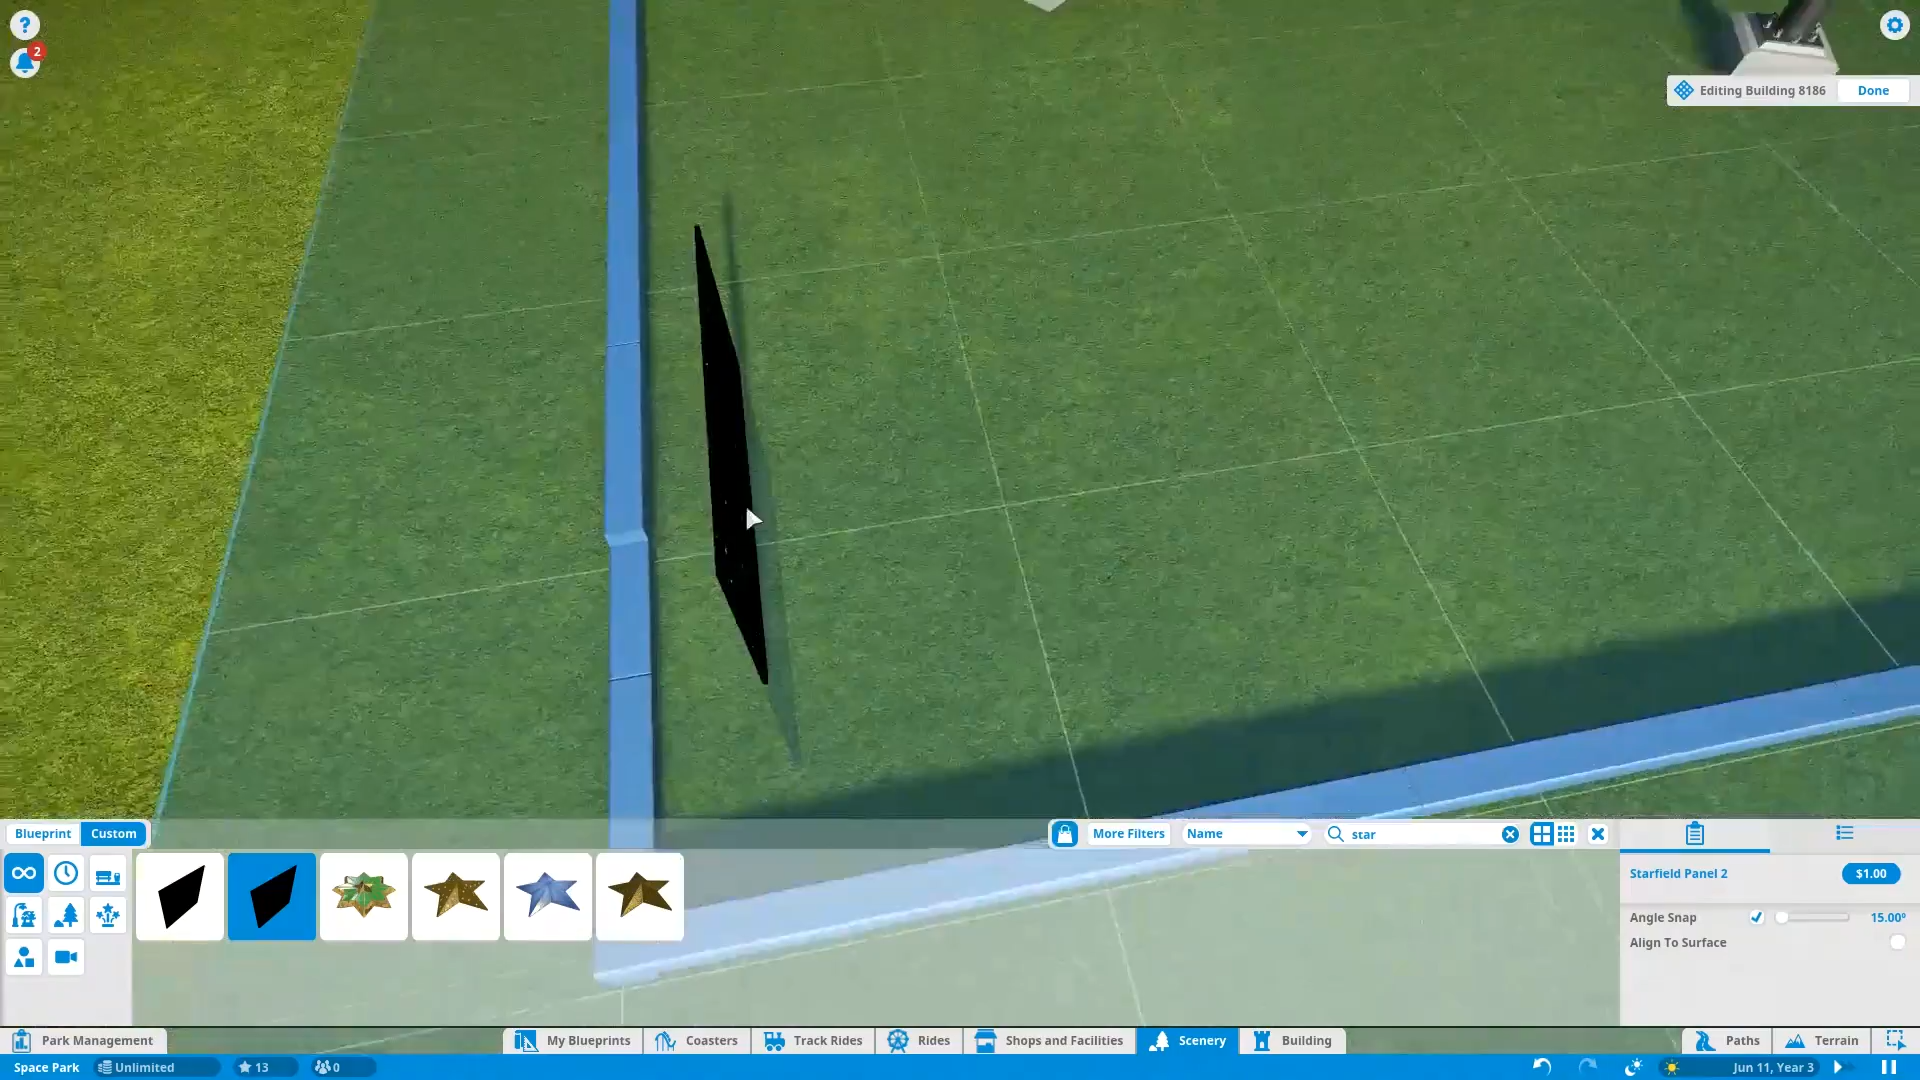 ?
2
Editing Building 8186 Done
Blueprint Custom
More Filters Name star
Starfield Panel 2 $1.00
Angle Snap 15.00°
Align To Surface
Park Management My Blueprints Coasters Track Rides Rides Shops and Facilities Scenery Building Paths Terrain
Space Park Unlimited 13 0 Jun 11, Year 3